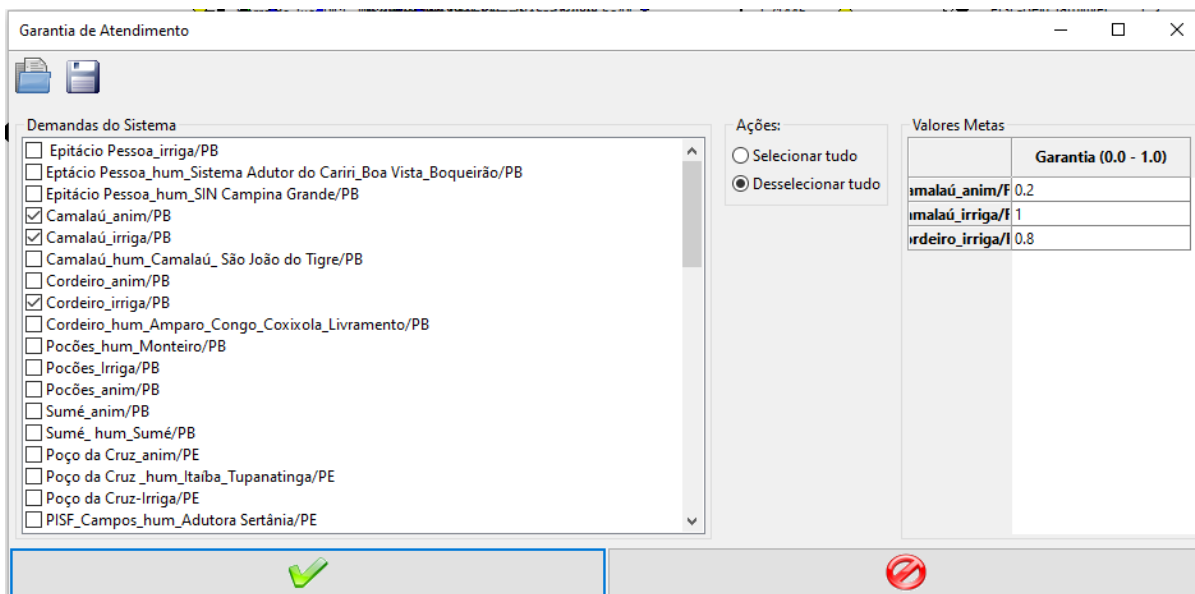 Garantia de Atendimento
Demandas do Sistema
Epitácio Pessoa_irriga/PB
Eptácio Pessoa_hum_Sistema Adutor do Cariri_Boa Vista_Boqueirão/PB
Epitácio Pessoa_hum_SIN Campina Grande/PB
Camalaú_anim/PB
Camalaú_irriga/PB
Camalaú_hum_Camalaú_ São João do Tigre/PB
Cordeiro_anim/PB
Cordeiro_irriga/PB
Cordeiro_hum_Amparo_Congo_Coxixola_Livramento/PB
Pocões_hum_Monteiro/PB
Pocões_Irriga/PB
Pocões_anim/PB
Sumé_anim/PB
Sumé_ hum_Sumé/PB
Poço da Cruz_anim/PE
Poço da Cruz _hum_Itaíba_Tupanatinga/PE
Poço da Cruz-Irriga/PE
PISF_Campos_hum_Adutora Sertânia/PE
Ações:
Selecionar tudo
Desselecionar tudo
Valores Metas
Garantia (0.0 - 1.0)
amalaú_anim/F 0.2
amalaú_irriga/F 1
ordeiro_irriga/I 0.8